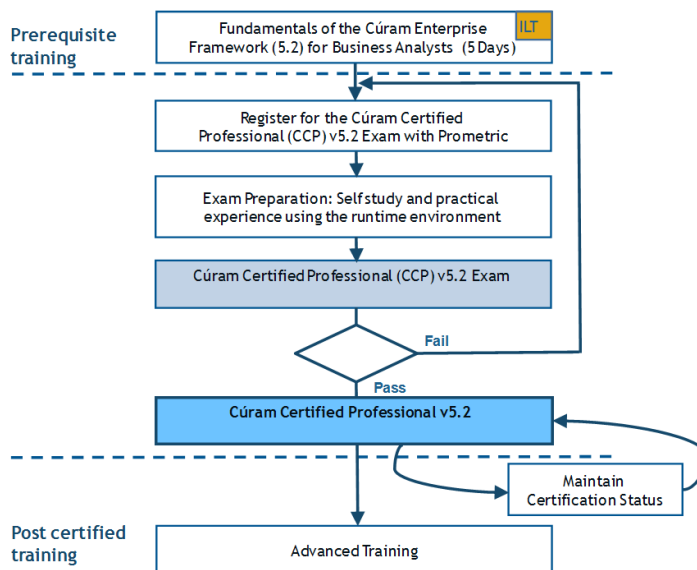 Prerequisite
training
Fundamentals of the Cúram Enterprise
Framework (5.2) for Business Analysts (5 Days)
ILT
Register for the Cúram Certified
Professional (CCP) v5.2 Exam with Prometric
Exam Preparation: Self study and practical
experience using the runtime environment
Cúram Certified Professional (CCP) v5.2 Exam
Fail
Pass
Cúram Certified Professional v5.2
Maintain
Certification Status
Post certified
training
Advanced Training